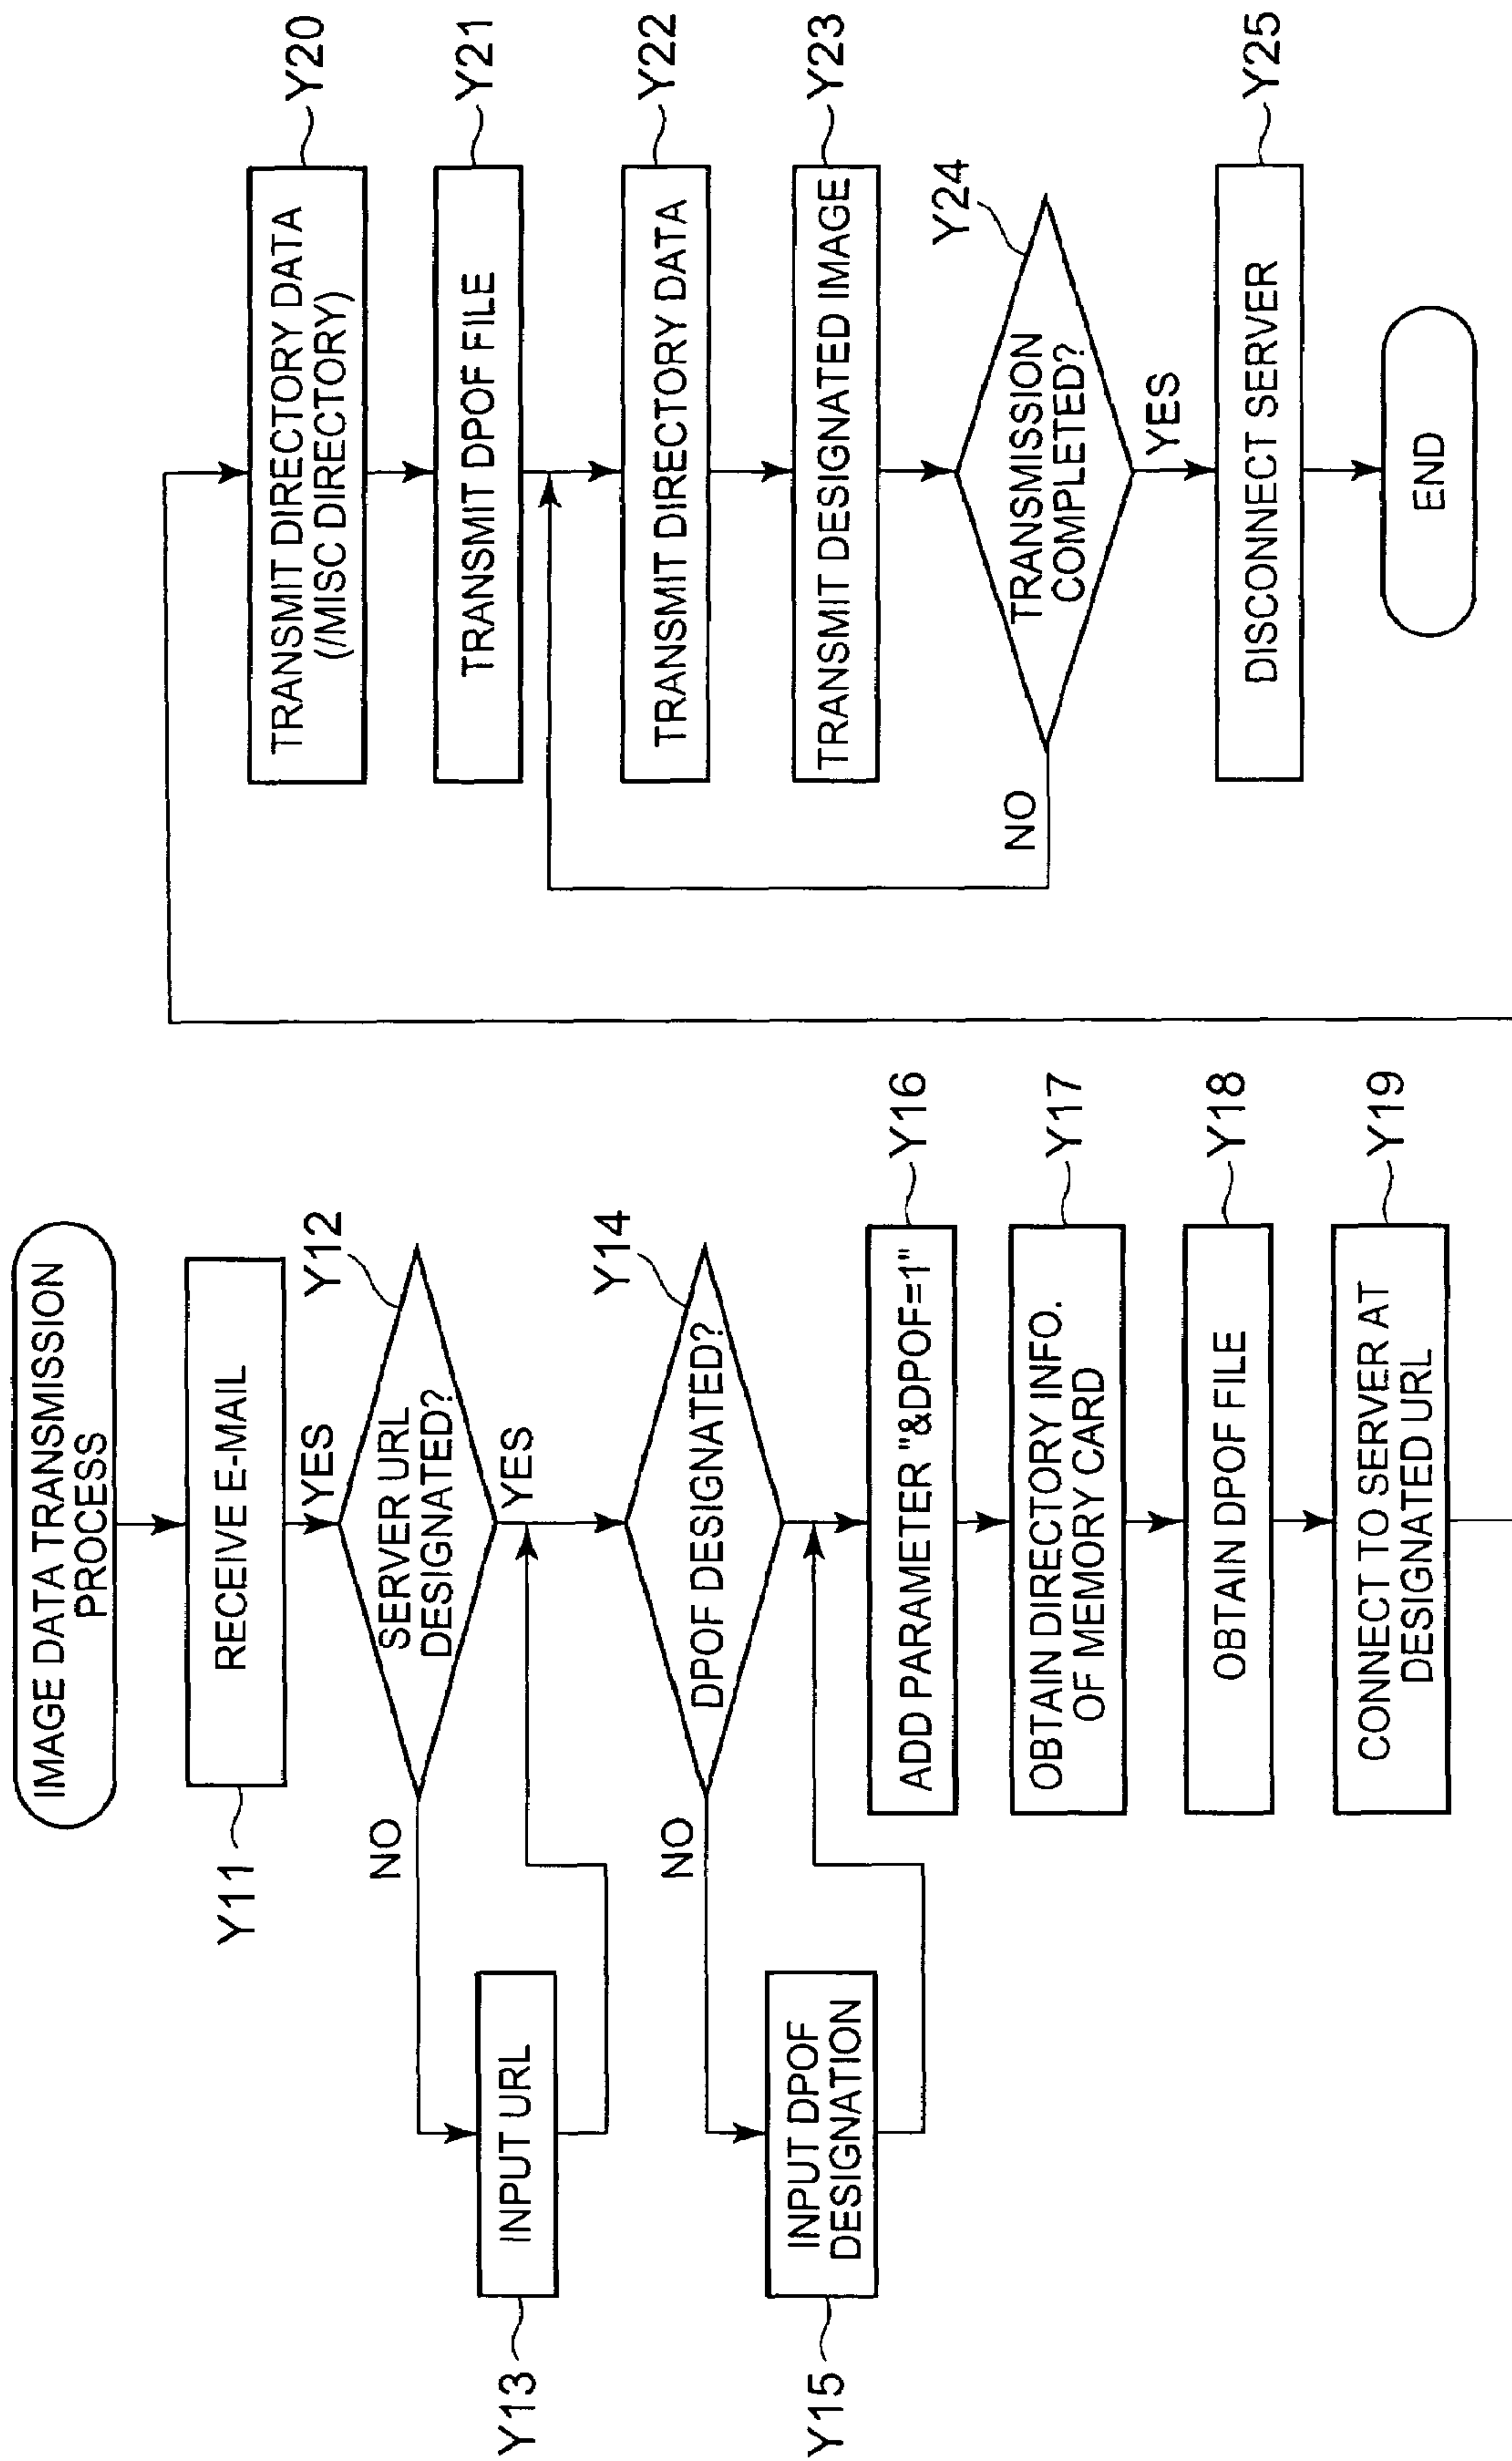 IMAGE DATA TRANSMISSION
PROCESS
RECEIVE E-MAIL
Y11
YES
SERVER URL
DESIGNATED?
Y12
NO
YES
INPUT URL
Y13
DPOF DESIGNATED?
Y14
NO
INPUT DPOF
DESIGNATION
Y15
ADD PARAMETER "&DPOF=1"
Y16
OBTAIN DIRECTORY INFO.
OF MEMORY CARD
Y17
OBTAIN DPOF FILE
Y18
CONNECT TO SERVER AT
DESIGNATED URL
Y19
TRANSMIT DIRECTORY DATA
(/MISC DIRECTORY)
Y20
TRANSMIT DPOF FILE
Y21
TRANSMIT DIRECTORY DATA
Y22
TRANSMIT DESIGNATED IMAGE
Y23
TRANSMISSION
COMPLETED?
Y24
NO
YES
DISCONNECT SERVER
Y25
END